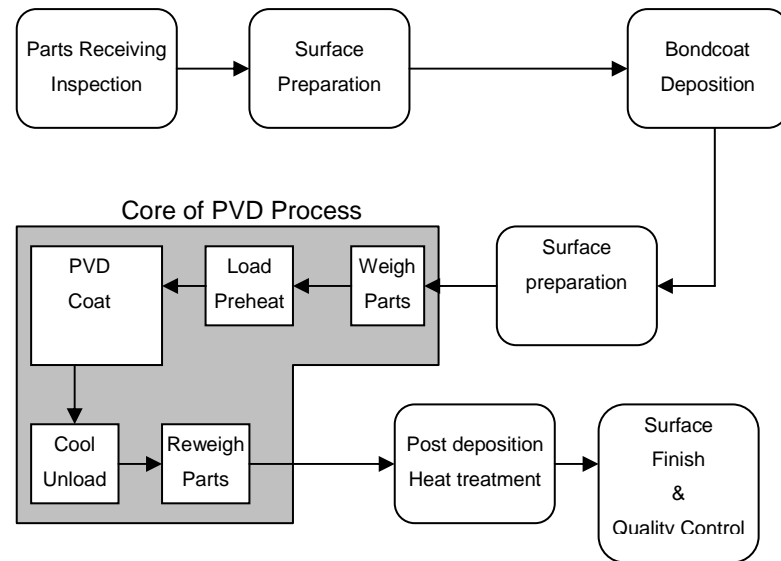 Parts Receiving
Inspection
Surface
Preparation
Bondcoat
Deposition
Core of PVD Process
PVD
Coat
Load
Preheat
Weigh
Parts
Surface
preparation
Cool
Unload
Reweigh
Parts
Post deposition
Heat treatment
Surface
Finish
&
Quality Control